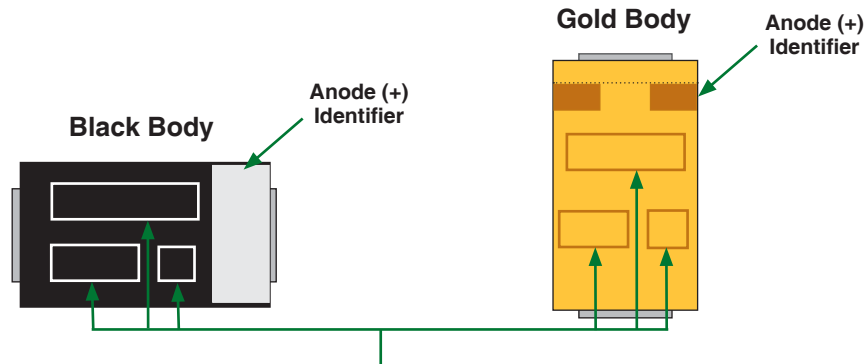 Gold Body
Anode (+)
Identifier
Anode (+)
Identifier
Black Body